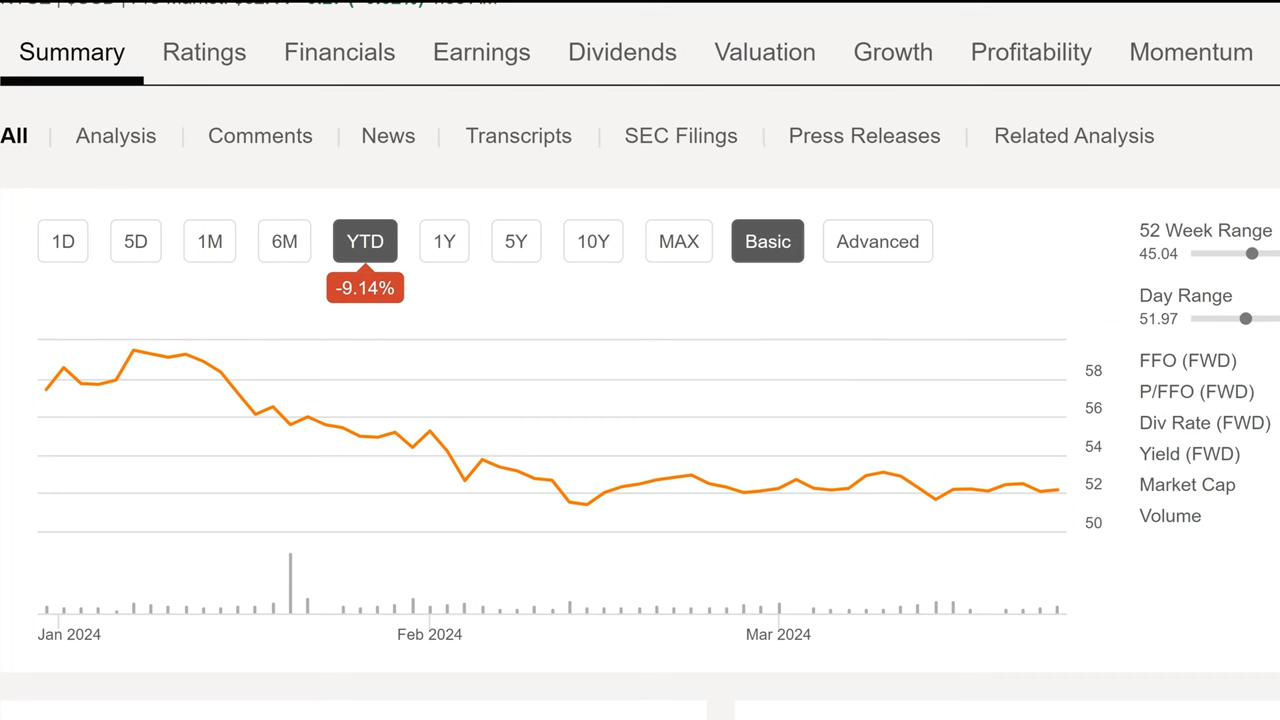 Summary Ratings Financials Earnings Dividends Valuation Growth Profitability Momentum
All | Analysis | Comments | News | Transcripts | SEC Filings | Press Releases | Related Analysis
1D 5D 1M 6M YTD 1Y 5Y 10Y MAX Basic Advanced
-9.14%
58
56
54
52
50
Jan 2024 Feb 2024 Mar 2024
52 Week Range
45.04
Day Range
51.97
FFO (FWD)
P/FFO (FWD)
Div Rate (FWD)
Yield (FWD)
Market Cap
Volume